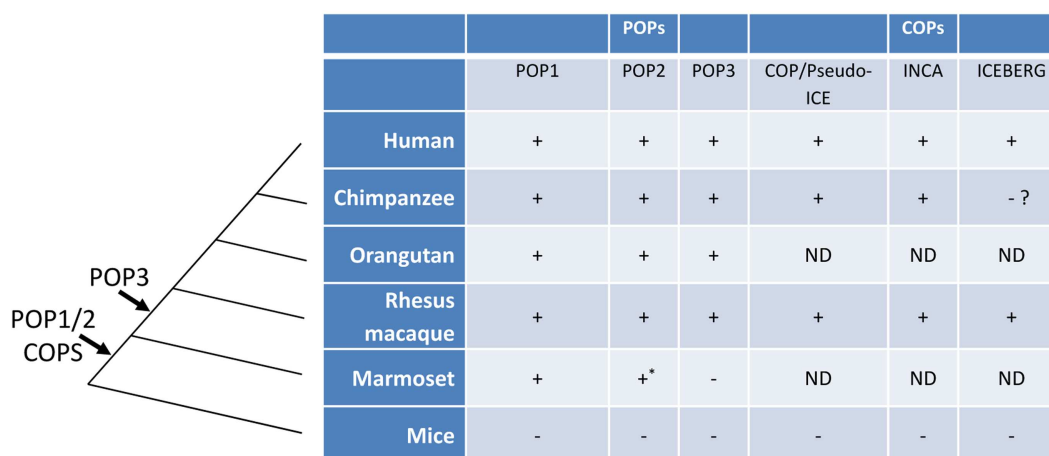 POPs COPs
POP1 POP2 POP3 COP/Pseudo-ICE INCA ICEBERG
Human + + + + + +
Chimpanzee + + + + + - ?
Orangutan + + + ND ND ND
Rhesus macaque + + + + + +
Marmoset + +* - ND ND ND
Mice - - - - - -
POP3
POP1/2
COPS